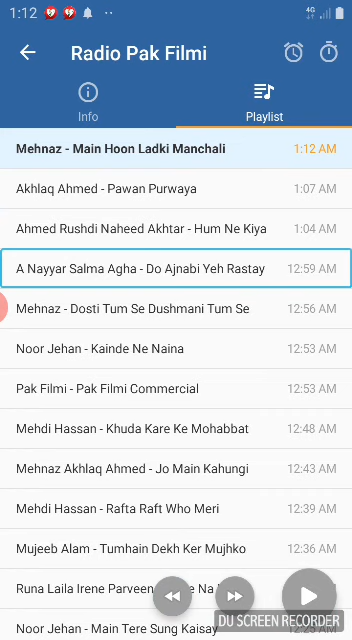 1:12 4G
Radio Pak Filmi
Info Playlist
Mehnaz - Main Hoon Ladki Manchali 1:12 AM
Akhlaq Ahmed - Pawan Purwaya 1:07 AM
Ahmed Rushdi Naheed Akhtar - Hum Ne Kiya 1:04 AM
A Nayyar Salma Agha - Do Ajnabi Yeh Rastay 12:59 AM
Mehnaz - Dosti Tum Se Dushmani Tum Se 12:56 AM
Noor Jehan - Kainde Ne Naina 12:53 AM
Pak Filmi - Pak Filmi Commercial 12:53 AM
Mehdi Hassan - Khuda Kare Ke Mohabbat 12:48 AM
Mehnaz Akhlaq Ahmed - Jo Main Kahungi 12:43 AM
Mehdi Hassan - Rafta Raft Who Meri 12:39 AM
Mujeeb Alam - Tumhain Dekh Ker Mujhko 12:36 AM
Runa Laila Irene Parveen Na
Noor Jehan - Main Tere Sung Kaisay 12:23 AM
DU SCREEN RECORDER